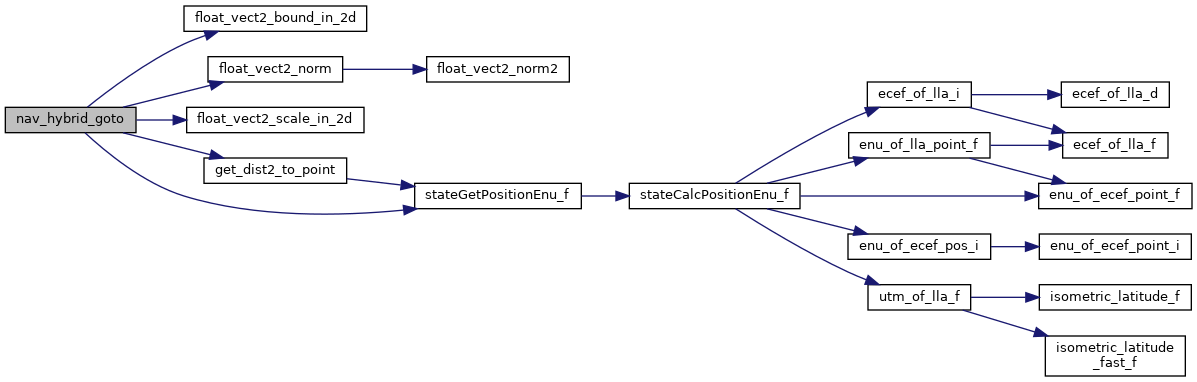 float_vect2_bound_in_2d
float_vect2_norm
float_vect2_norm2
nav_hybrid_goto
float_vect2_scale_in_2d
get_dist2_to_point
stateGetPositionEnu_f
stateCalcPositionEnu_f
ecef_of_lla_i
ecef_of_lla_d
enu_of_lla_point_f
ecef_of_lla_f
enu_of_ecef_point_f
enu_of_ecef_pos_i
enu_of_ecef_point_i
utm_of_lla_f
isometric_latitude_f
isometric_latitude
_fast_f